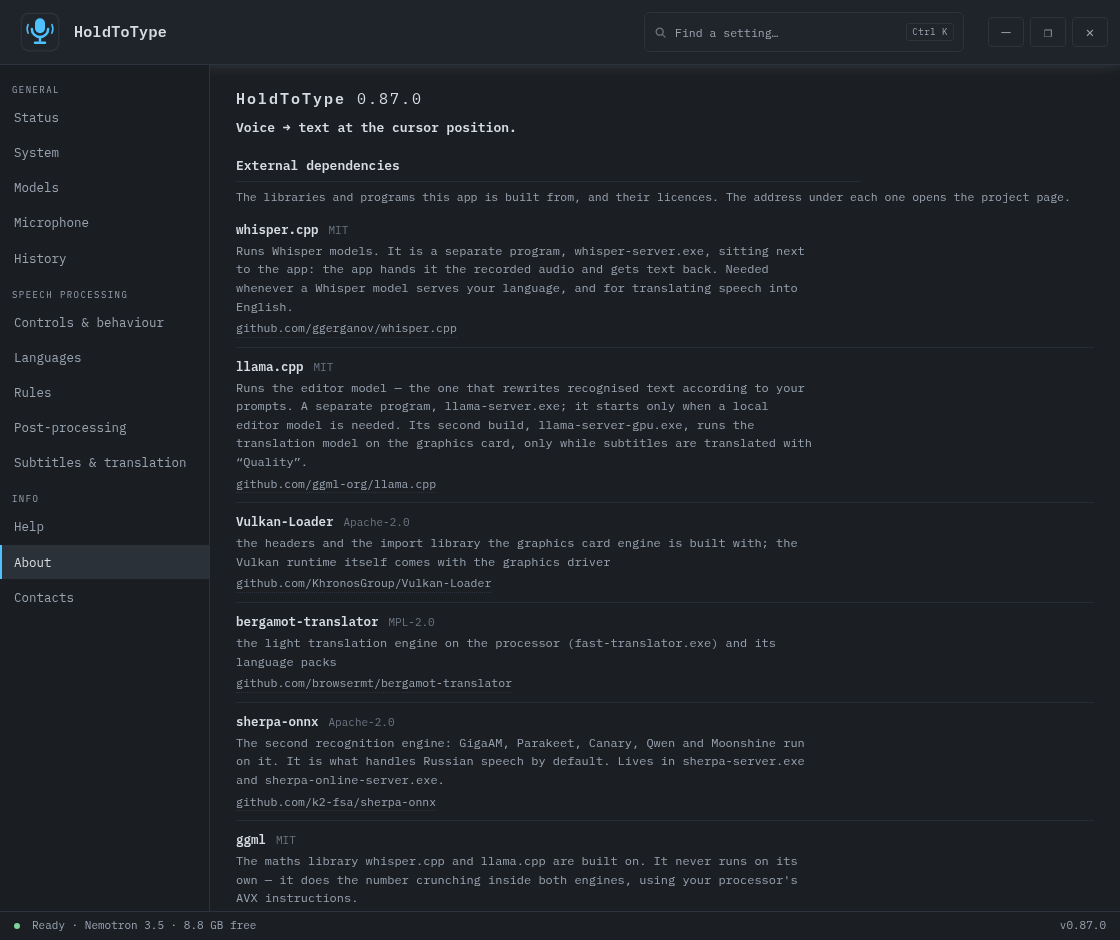 HoldToType
Find a setting…
Ctrl K
GENERAL
Status
System
Models
Microphone
History
SPEECH PROCESSING
Controls & behaviour
Languages
Rules
Post-processing
Subtitles & translation
INFO
Help
About
Contacts
HoldToType 0.87.0
Voice → text at the cursor position.
External dependencies
The libraries and programs this app is built from, and their licences. The address under each one opens the project page.
whisper.cpp MIT
Runs Whisper models. It is a separate program, whisper-server.exe, sitting next
to the app: the app hands it the recorded audio and gets text back. Needed
whenever a Whisper model serves your language, and for translating speech into
English.
github.com/ggerganov/whisper.cpp
llama.cpp MIT
Runs the editor model — the one that rewrites recognised text according to your
prompts. A separate program, llama-server.exe; it starts only when a local
editor model is needed. Its second build, llama-server-gpu.exe, runs the
translation model on the graphics card, only while subtitles are translated with
“Quality”.
github.com/ggml-org/llama.cpp
Vulkan-Loader Apache-2.0
the headers and the import library the graphics card engine is built with; the
Vulkan runtime itself comes with the graphics driver
github.com/KhronosGroup/Vulkan-Loader
bergamot-translator MPL-2.0
the light translation engine on the processor (fast-translator.exe) and its
language packs
github.com/browsermt/bergamot-translator
sherpa-onnx Apache-2.0
The second recognition engine: GigaAM, Parakeet, Canary, Qwen and Moonshine run
on it. It is what handles Russian speech by default. Lives in sherpa-server.exe
and sherpa-online-server.exe.
github.com/k2-fsa/sherpa-onnx
ggml MIT
The maths library whisper.cpp and llama.cpp are built on. It never runs on its
own — it does the number crunching inside both engines, using your processor's
AVX instructions.
Ready · Nemotron 3.5 · 8.8 GB free
v0.87.0